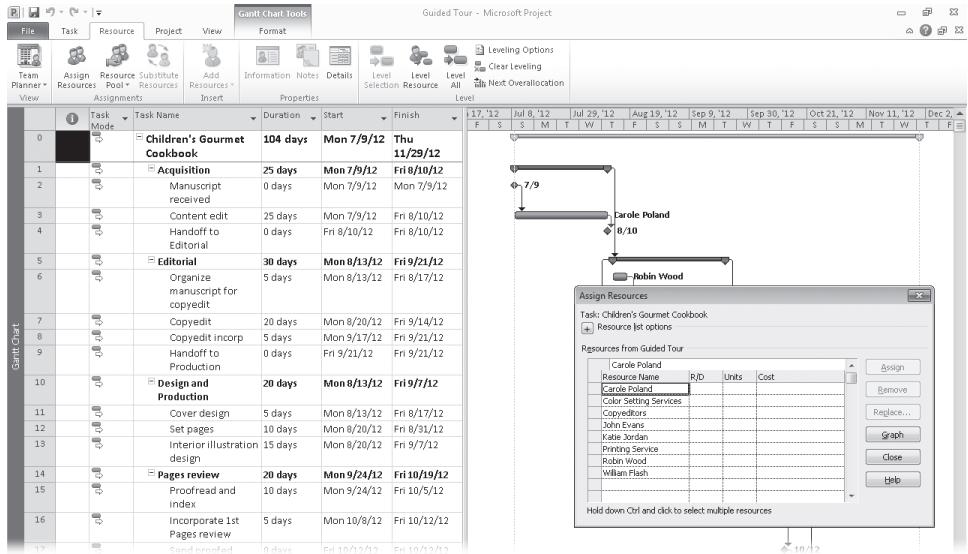 Gantt Chart Tools
Guided Tour - Microsoft Project
File Task Resource Project View Format
Team Planner
Assign Resources
Resource Pool
Substitute Resources
Add Resources
Information Notes Details
Level Selection
Level Resource
Level All
Leveling Options
Clear Leveling
Next Overallocation
View Assignments Insert Properties Level
Task Mode Task Name Duration Start Finish
17, '12 Jul 8, '12 Jul 29, '12 Aug 19, '12 Sep 9, '12 Sep 30, '12 Oct 21, '12 Nov 11, '12 Dec 2,
F S S M T W T F S S M T W T F S S M T W T F
0 Children's Gourmet Cookbook 104 days Mon 7/9/12 Thu 11/29/12
1 Acquisition 25 days Mon 7/9/12 Fri 8/10/12
2 Manuscript received 0 days Mon 7/9/12 Mon 7/9/12
7/9
3 Content edit 25 days Mon 7/9/12 Fri 8/10/12
Carole Poland
4 Handoff to Editorial 0 days Fri 8/10/12 Fri 8/10/12
8/10
5 Editorial 30 days Mon 8/13/12 Fri 9/21/12
6 Organize manuscript for copyedit 5 days Mon 8/13/12 Fri 8/17/12
Robin Wood
7 Copyedit 20 days Mon 8/20/12 Fri 9/14/12
8 Copyedit incorp 5 days Mon 9/17/12 Fri 9/21/12
9 Handoff to Production 0 days Fri 9/21/12 Fri 9/21/12
10 Design and Production 20 days Mon 8/13/12 Fri 9/7/12
11 Cover design 5 days Mon 8/13/12 Fri 8/17/12
12 Set pages 10 days Mon 8/20/12 Fri 8/31/12
13 Interior illustration design 15 days Mon 8/20/12 Fri 9/7/12
14 Pages review 20 days Mon 9/24/12 Fri 10/19/12
15 Proofread and index 10 days Mon 9/24/12 Fri 10/5/12
16 Incorporate 1st Pages review 5 days Mon 10/8/12 Fri 10/12/12
17 Send proofed 0 days Fri 10/12/12 Fri 10/12/12
10/12
Gantt Chart
Assign Resources
Task: Children's Gourmet Cookbook
Resource list options
Resources from Guided Tour
Carole Poland
Resource Name R/D Units Cost
Carole Poland
Color Setting Services
Copyeditors
John Evans
Katie Jordan
Printing Service
Robin Wood
William Flash
Assign
Remove
Replace...
Graph
Close
Help
Hold down Ctrl and click to select multiple resources